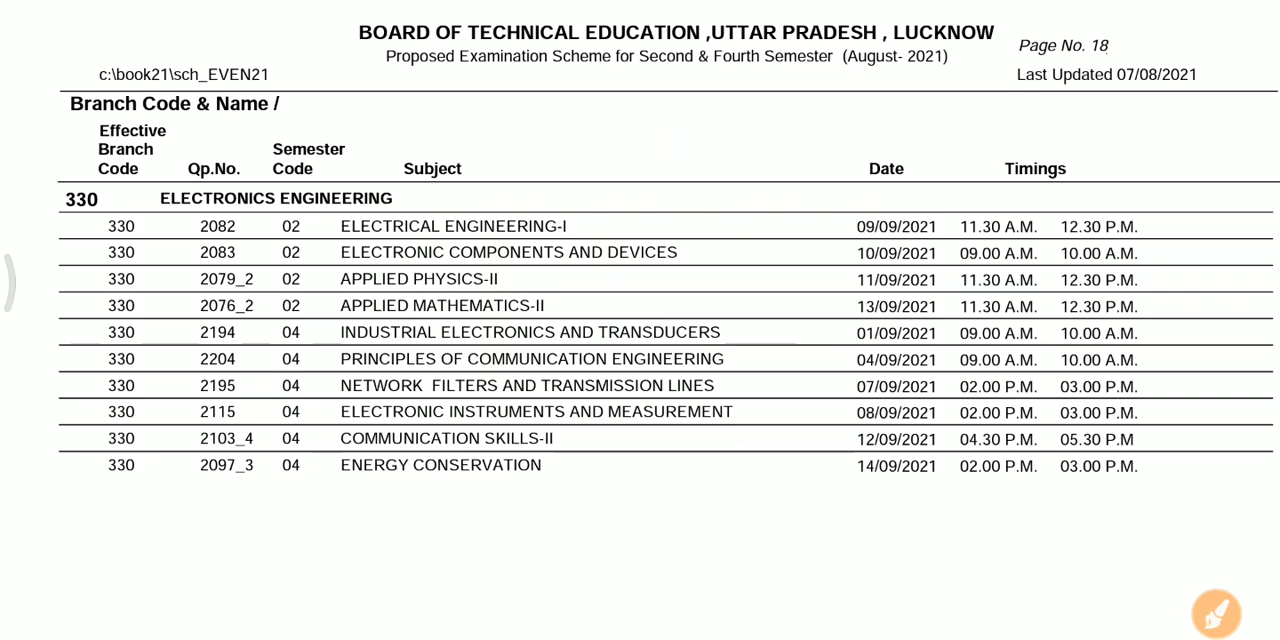 BOARD OF TECHNICAL EDUCATION ,UTTAR PRADESH , LUCKNOW
Proposed Examination Scheme for Second & Fourth Semester (August- 2021)
Page No. 18
c:\book21\sch_EVEN21
Last Updated 07/08/2021
Branch Code & Name /
Effective Branch Code Qp.No. Semester Code Subject Date Timings
330 ELECTRONICS ENGINEERING
330 2082 02 ELECTRICAL ENGINEERING-I 09/09/2021 11.30 A.M. 12.30 P.M.
330 2083 02 ELECTRONIC COMPONENTS AND DEVICES 10/09/2021 09.00 A.M. 10.00 A.M.
330 2079_2 02 APPLIED PHYSICS-II 11/09/2021 11.30 A.M. 12.30 P.M.
330 2076_2 02 APPLIED MATHEMATICS-II 13/09/2021 11.30 A.M. 12.30 P.M.
330 2194 04 INDUSTRIAL ELECTRONICS AND TRANSDUCERS 01/09/2021 09.00 A.M. 10.00 A.M.
330 2204 04 PRINCIPLES OF COMMUNICATION ENGINEERING 04/09/2021 09.00 A.M. 10.00 A.M.
330 2195 04 NETWORK FILTERS AND TRANSMISSION LINES 07/09/2021 02.00 P.M. 03.00 P.M.
330 2115 04 ELECTRONIC INSTRUMENTS AND MEASUREMENT 08/09/2021 02.00 P.M. 03.00 P.M.
330 2103_4 04 COMMUNICATION SKILLS-II 12/09/2021 04.30 P.M. 05.30 P.M
330 2097_3 04 ENERGY CONSERVATION 14/09/2021 02.00 P.M. 03.00 P.M.